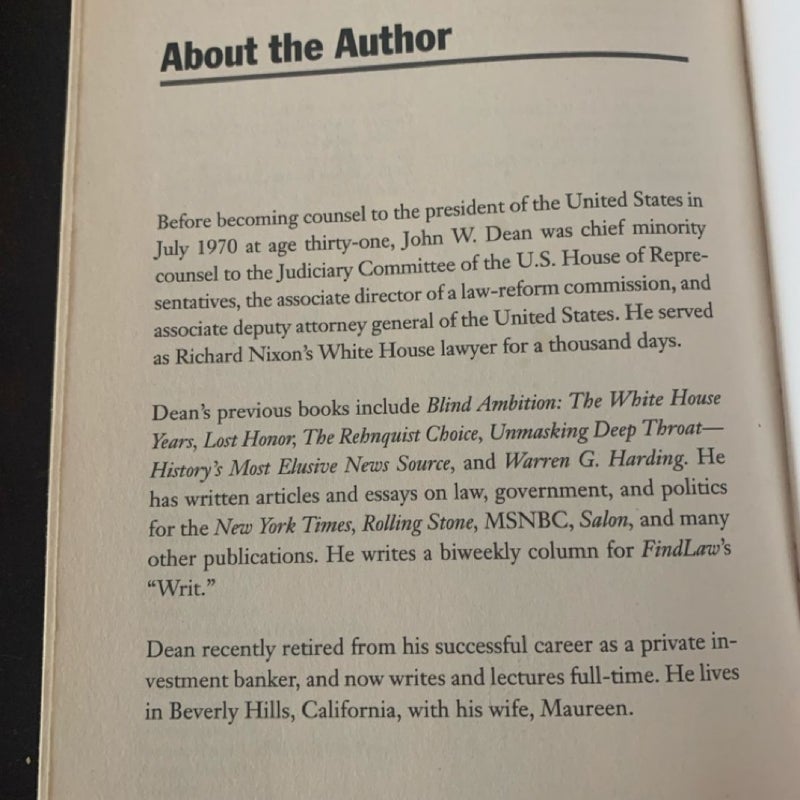 About the Author
Before becoming counsel to the president of the United States in
July 1970 at age thirty-one, John W. Dean was chief minority
counsel to the Judiciary Committee of the U.S. House of Repre-
sentatives, the associate director of a law-reform commission, and
associate deputy attorney general of the United States. He served
as Richard Nixon's White House lawyer for a thousand days.
Dean's previous books include Blind Ambition: The White House
Years, Lost Honor, The Rehnquist Choice, Unmasking Deep Throat—
History's Most Elusive News Source, and Warren G. Harding. He
has written articles and essays on law, government, and politics
for the New York Times, Rolling Stone, MSNBC, Salon, and many
other publications. He writes a biweekly column for FindLaw's
“Writ.”
Dean recently retired from his successful career as a private in-
vestment banker, and now writes and lectures full-time. He lives
in Beverly Hills, California, with his wife, Maureen.